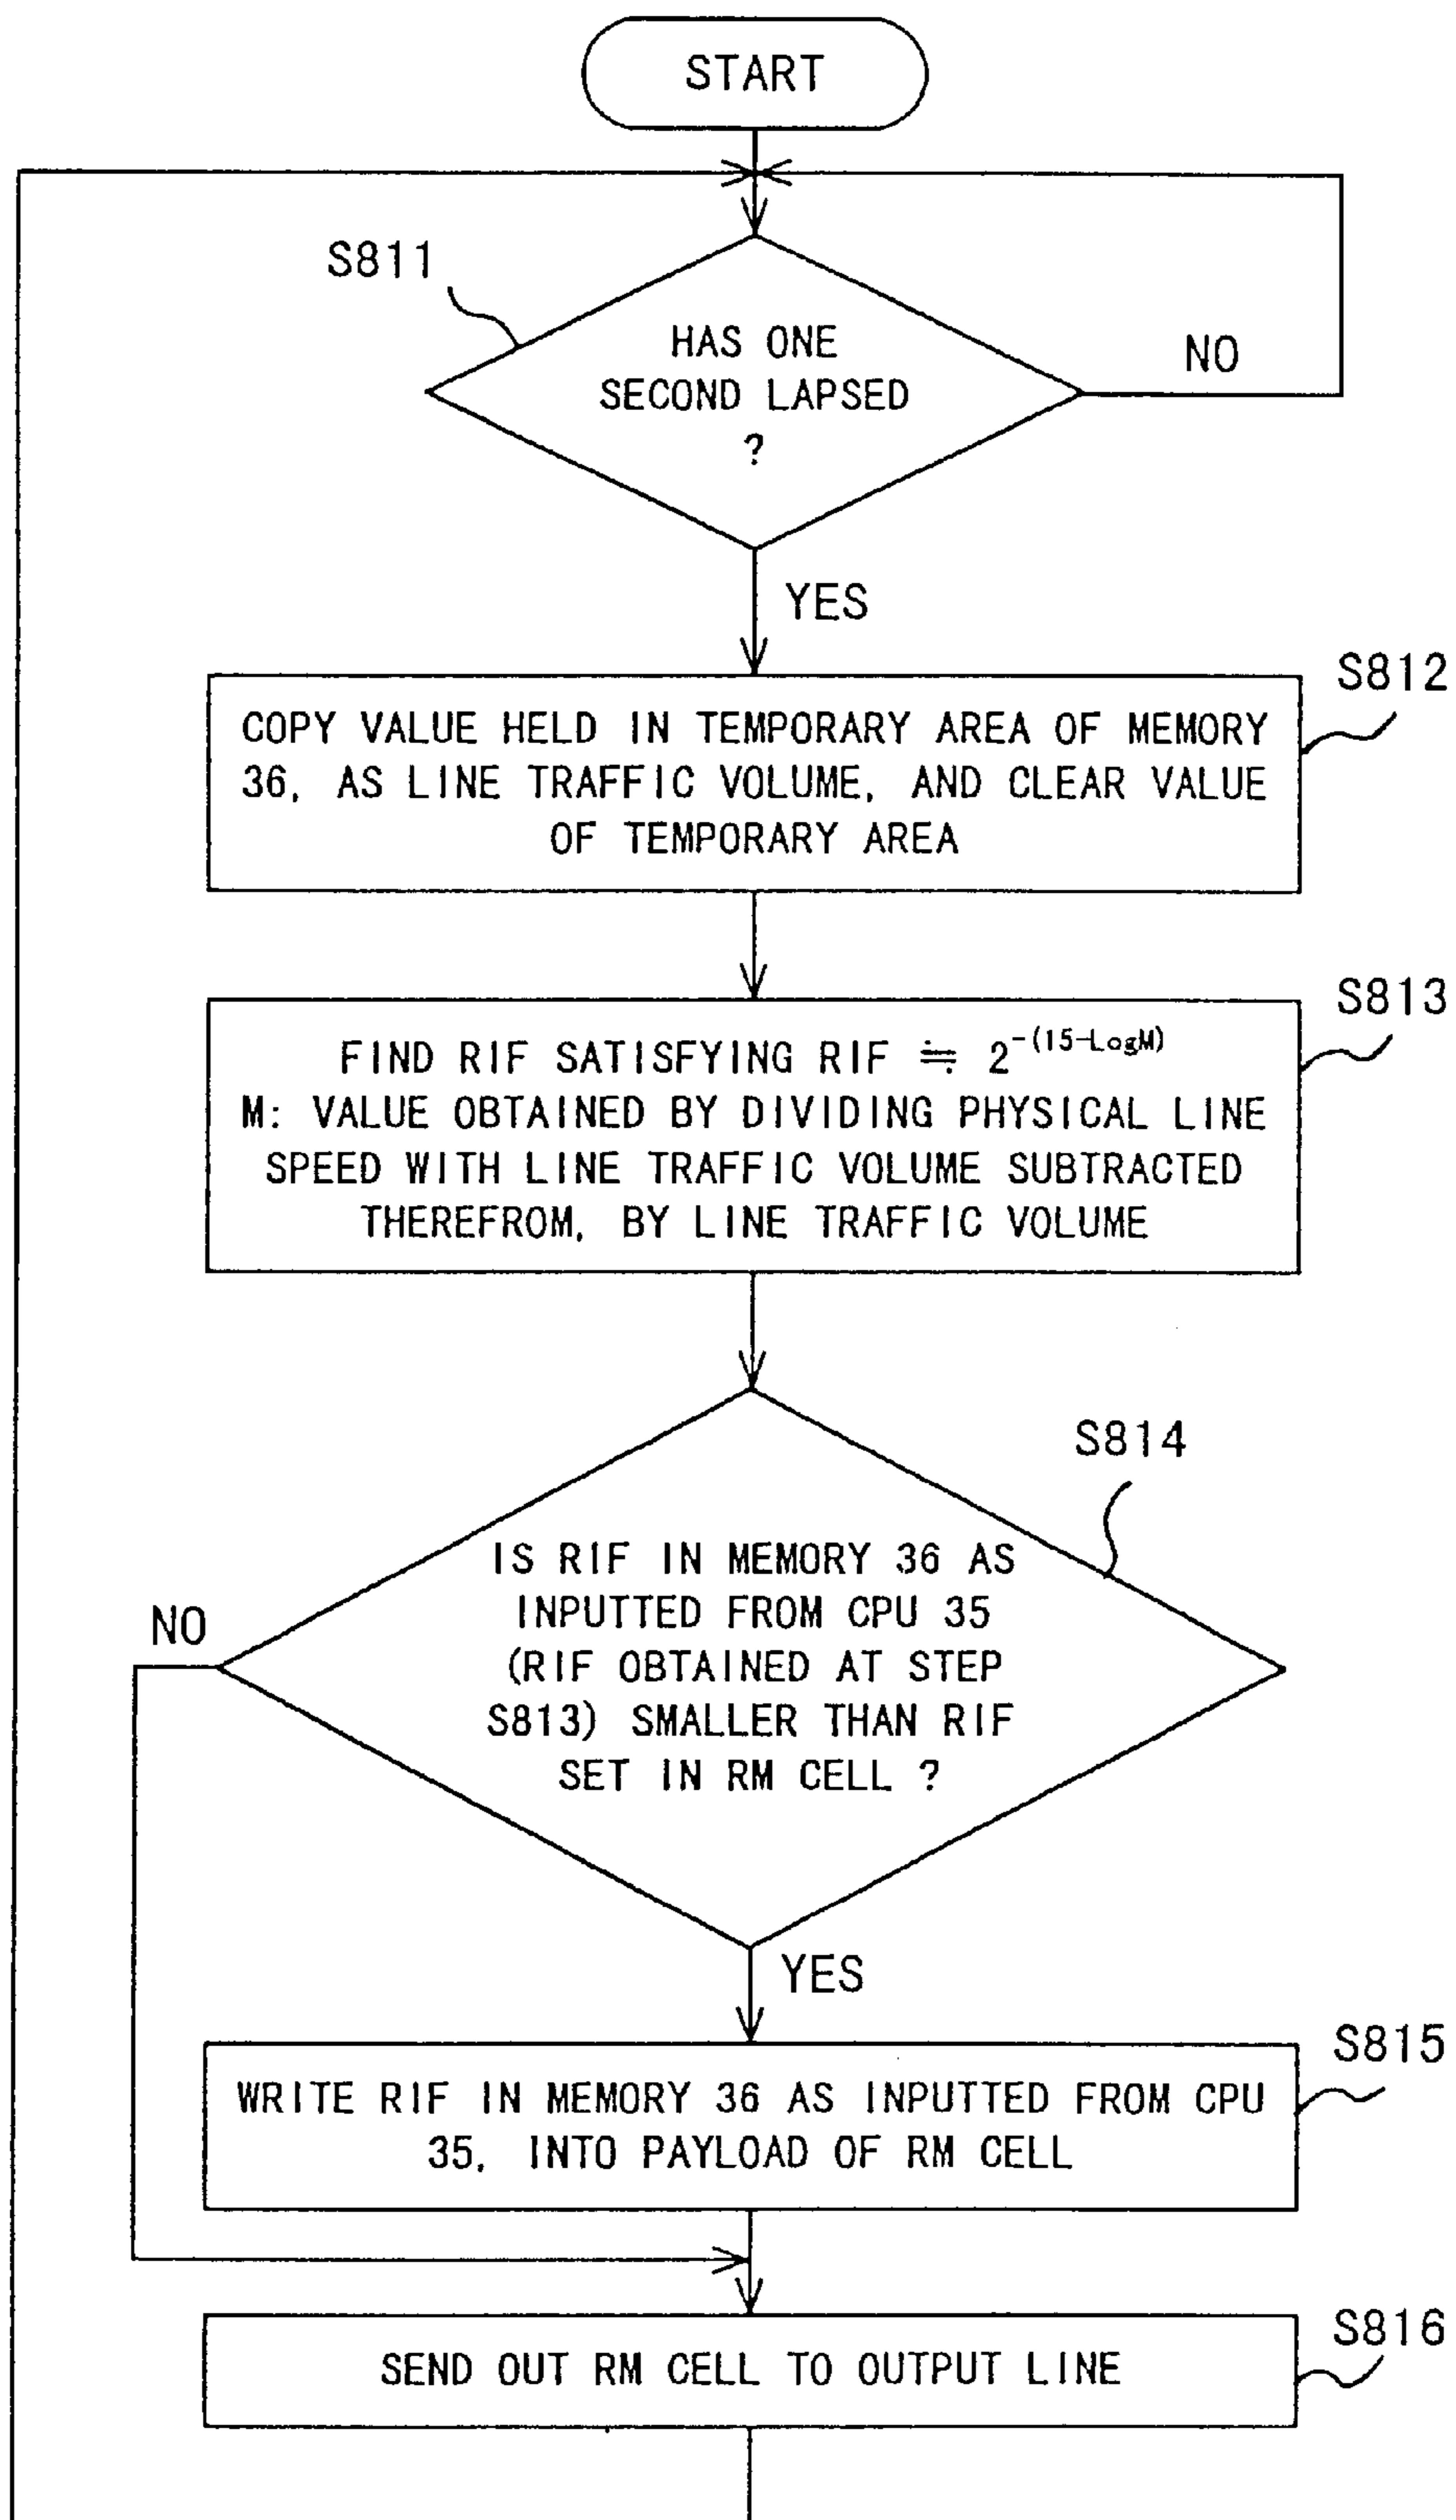 START
S811
HAS ONE
SECOND LAPSED
?
NO
YES
S812
COPY VALUE HELD IN TEMPORARY AREA OF MEMORY
36, AS LINE TRAFFIC VOLUME, AND CLEAR VALUE
OF TEMPORARY AREA
S813
FIND RIF SATISFYING RIF ≒ 2^-(15-LogM)
M: VALUE OBTAINED BY DIVIDING PHYSICAL LINE
SPEED WITH LINE TRAFFIC VOLUME SUBTRACTED
THEREFROM, BY LINE TRAFFIC VOLUME
S814
IS RIF IN MEMORY 36 AS
INPUTTED FROM CPU 35
(RIF OBTAINED AT STEP
S813) SMALLER THAN RIF
SET IN RM CELL ?
NO
YES
S815
WRITE RIF IN MEMORY 36 AS INPUTTED FROM CPU
35, INTO PAYLOAD OF RM CELL
S816
SEND OUT RM CELL TO OUTPUT LINE